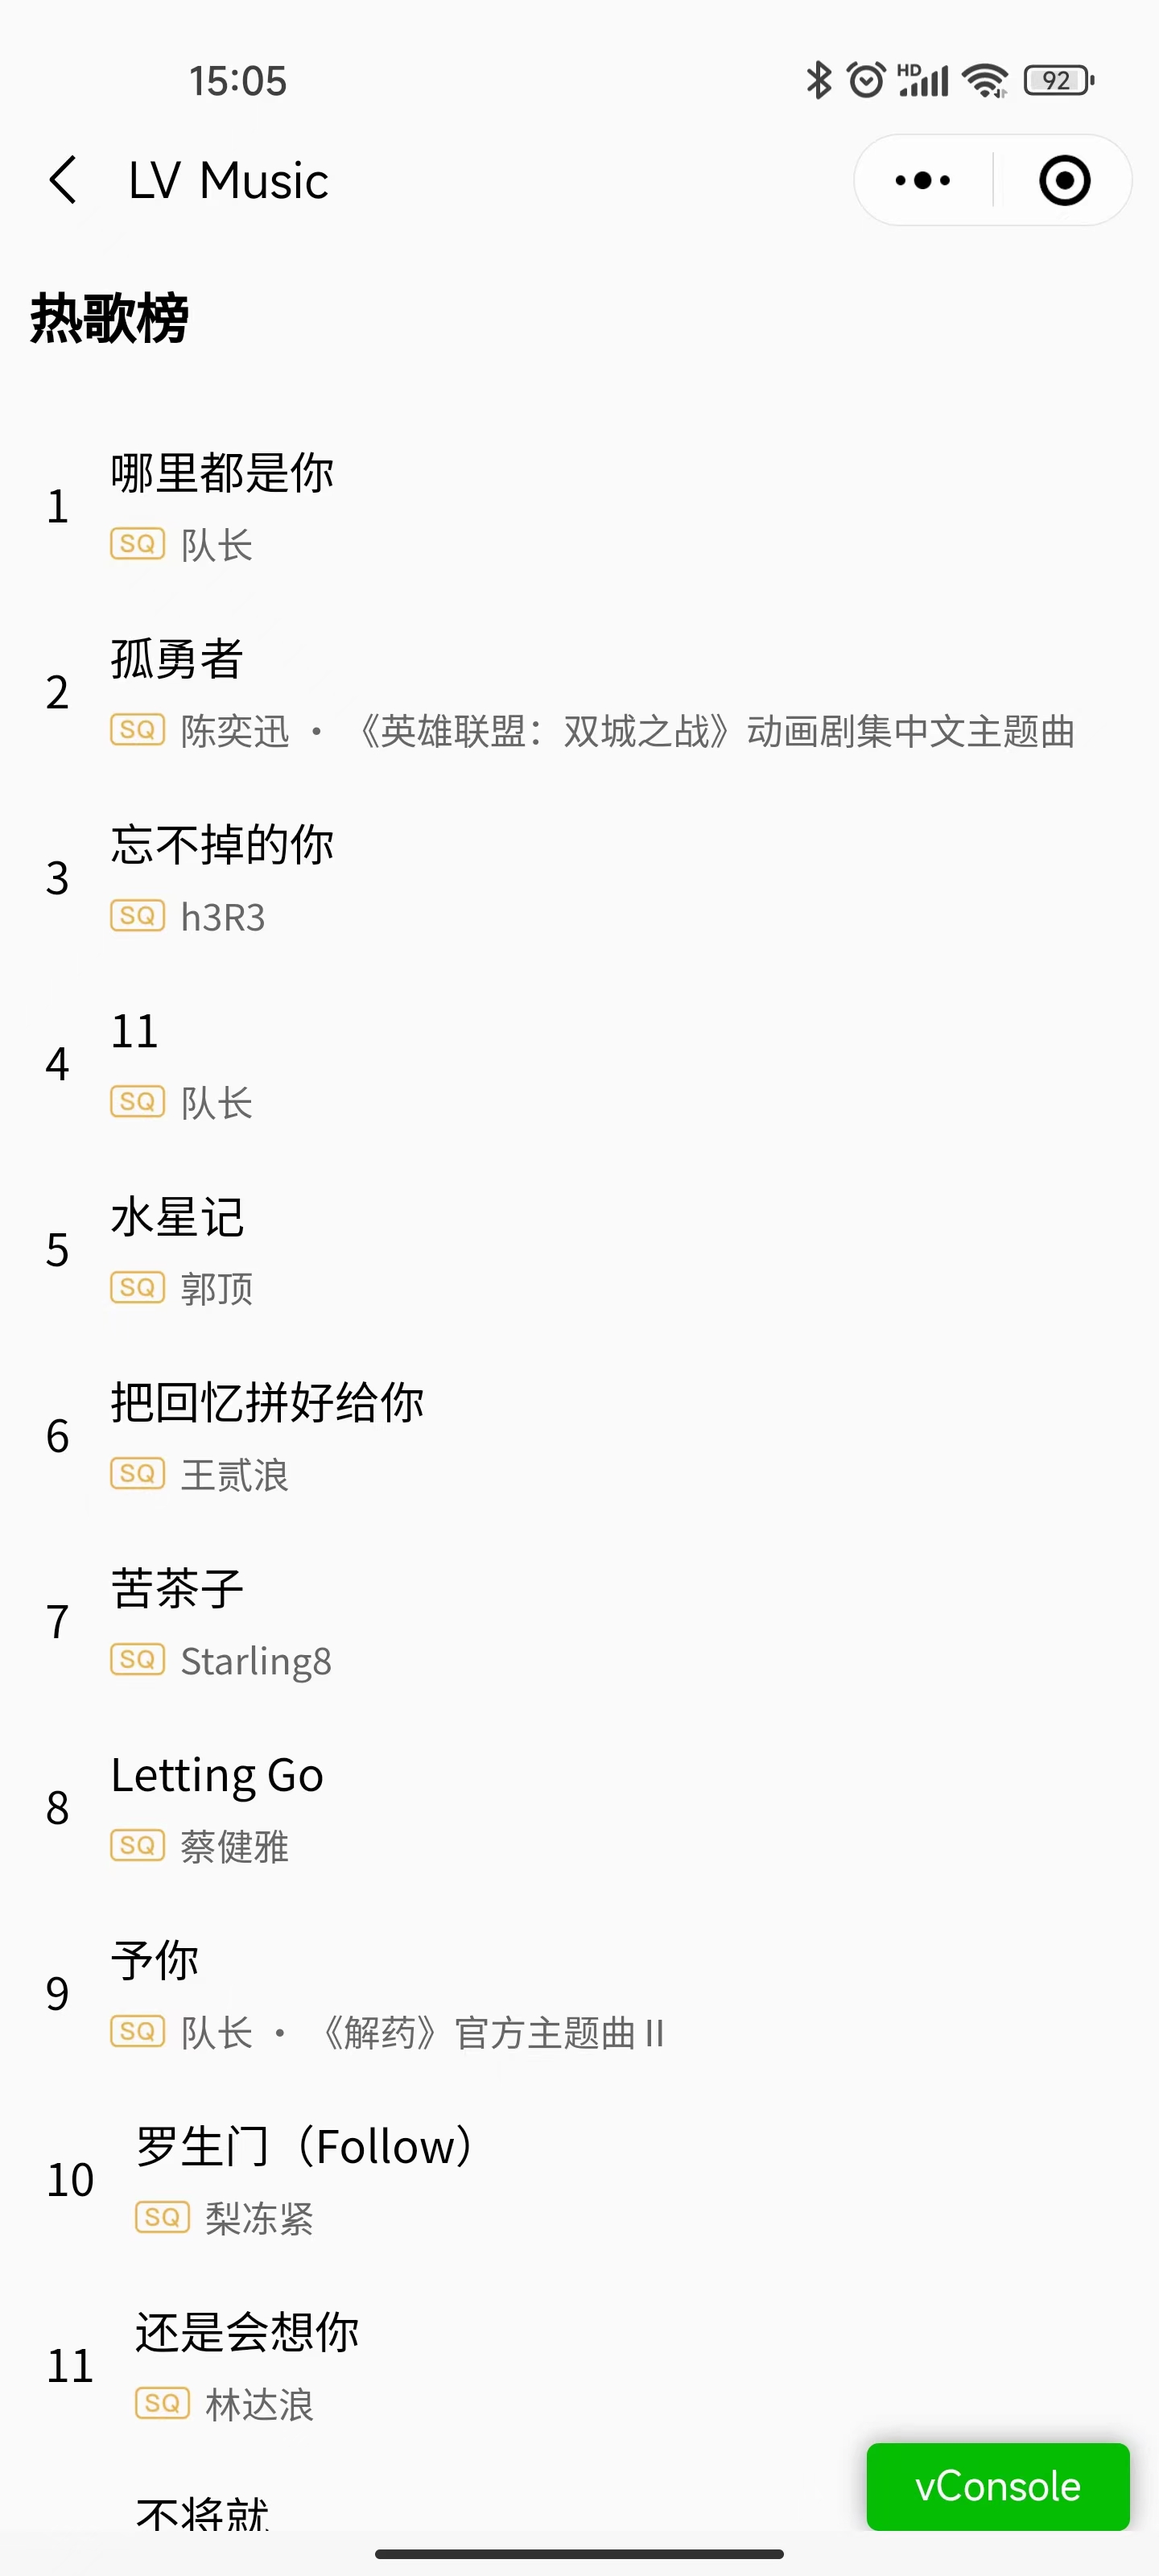 15:05
HD
92
LV Music
热歌榜
1
哪里都是你
SQ 队长
2
孤勇者
SQ 陈奕迅 · 《英雄联盟：双城之战》动画剧集中文主题曲
3
忘不掉的你
SQ h3R3
4
11
SQ 队长
5
水星记
SQ 郭顶
6
把回忆拼好给你
SQ 王贰浪
7
苦茶子
SQ Starling8
8
Letting Go
SQ 蔡健雅
9
予你
SQ 队长 · 《解药》官方主题曲Ⅱ
10
罗生门（Follow）
SQ 梨冻紧
11
还是会想你
SQ 林达浪
不将就
vConsole